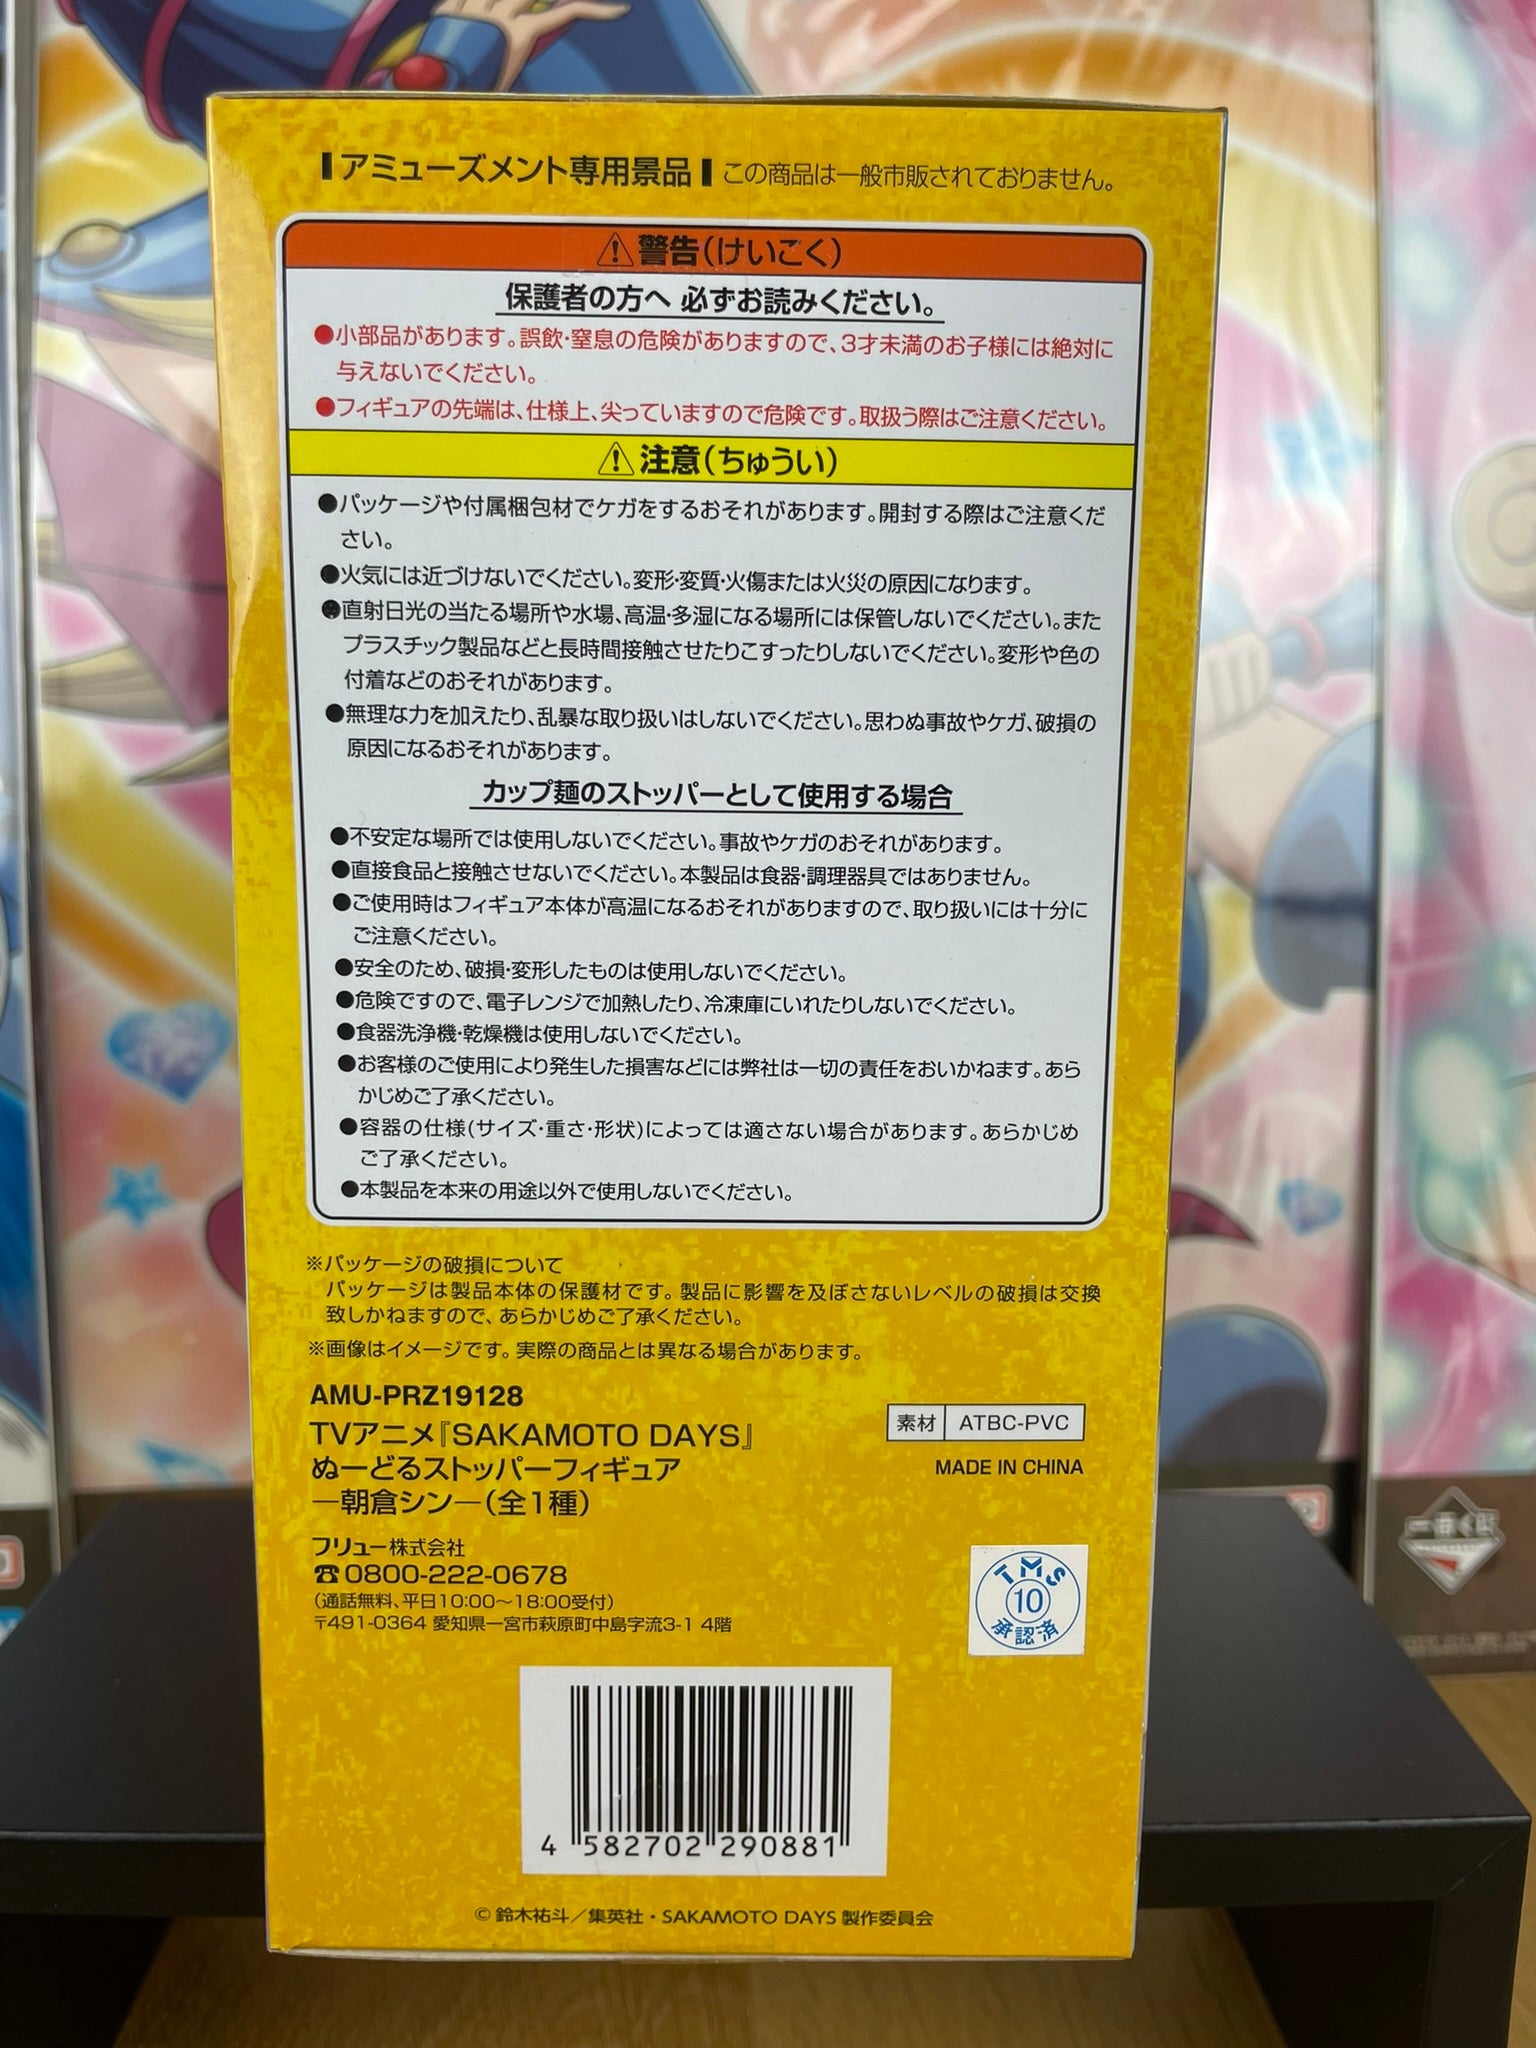 アミューズメント専用景品 この商品は一般市販されておりません。
⚠警告(けいこく)
保護者の方へ 必ずお読みください。
●小部品があります。誤飲・窒息の危険がありますので、3才未満のお子様には絶対に
与えないでください。
●フィギュアの先端は、仕様上、尖っていますので危険です。取扱う際はご注意ください。
⚠注意(ちゅうい)
●パッケージや付属梱包材でケガをするおそれがあります。開封する際はご注意くだ
さい。
●火気には近づけないでください。変形・変質・火傷または火災の原因になります。
●直射日光の当たる場所や水場、高温・多湿になる場所には保管しないでください。また
プラスチック製品などと長時間接触させたりこすったりしないでください。変形や色の
付着などのおそれがあります。
●無理な力を加えたり、乱暴な取り扱いはしないでください。思わぬ事故やケガ、破損の
原因になるおそれがあります。
カップ麺のストッパーとして使用する場合
●不安定な場所では使用しないでください。事故やケガのおそれがあります。
●直接食品と接触させないでください。本製品は食器・調理器具ではありません。
●ご使用時はフィギュア本体が高温になるおそれがありますので、取り扱いには十分に
ご注意ください。
●安全のため、破損・変形したものは使用しないでください。
●危険ですので、電子レンジで加熱したり、冷凍庫にいれたりしないでください。
●食器洗浄機・乾燥機は使用しないでください。
●お客様のご使用により発生した損害などには弊社は一切の責任をおいかねます。あら
かじめご了承ください。
●容器の仕様(サイズ・重さ・形状)によっては適さない場合があります。あらかじめ
ご了承ください。
●本製品を本来の用途以外で使用しないでください。
※パッケージの破損について
パッケージは製品本体の保護材です。製品に影響を及ぼさないレベルの破損は交換
致しかねますので、あらかじめご了承ください。
※画像はイメージです。実際の商品とは異なる場合があります。
AMU-PRZ19128
TVアニメ『SAKAMOTO DAYS』
ぬーどるストッパーフィギュア
―朝倉シン―(全1種)
素材 ATBC-PVC
MADE IN CHINA
フリュー株式会社
☎0800-222-0678
(通話無料、平日10:00～18:00受付)
〒491-0364 愛知県一宮市萩原町中島字流3-1 4階
TMS
10
承認済
4 582702 290881
© 鈴木祐斗／集英社・SAKAMOTO DAYS 製作委員会
一番くじ